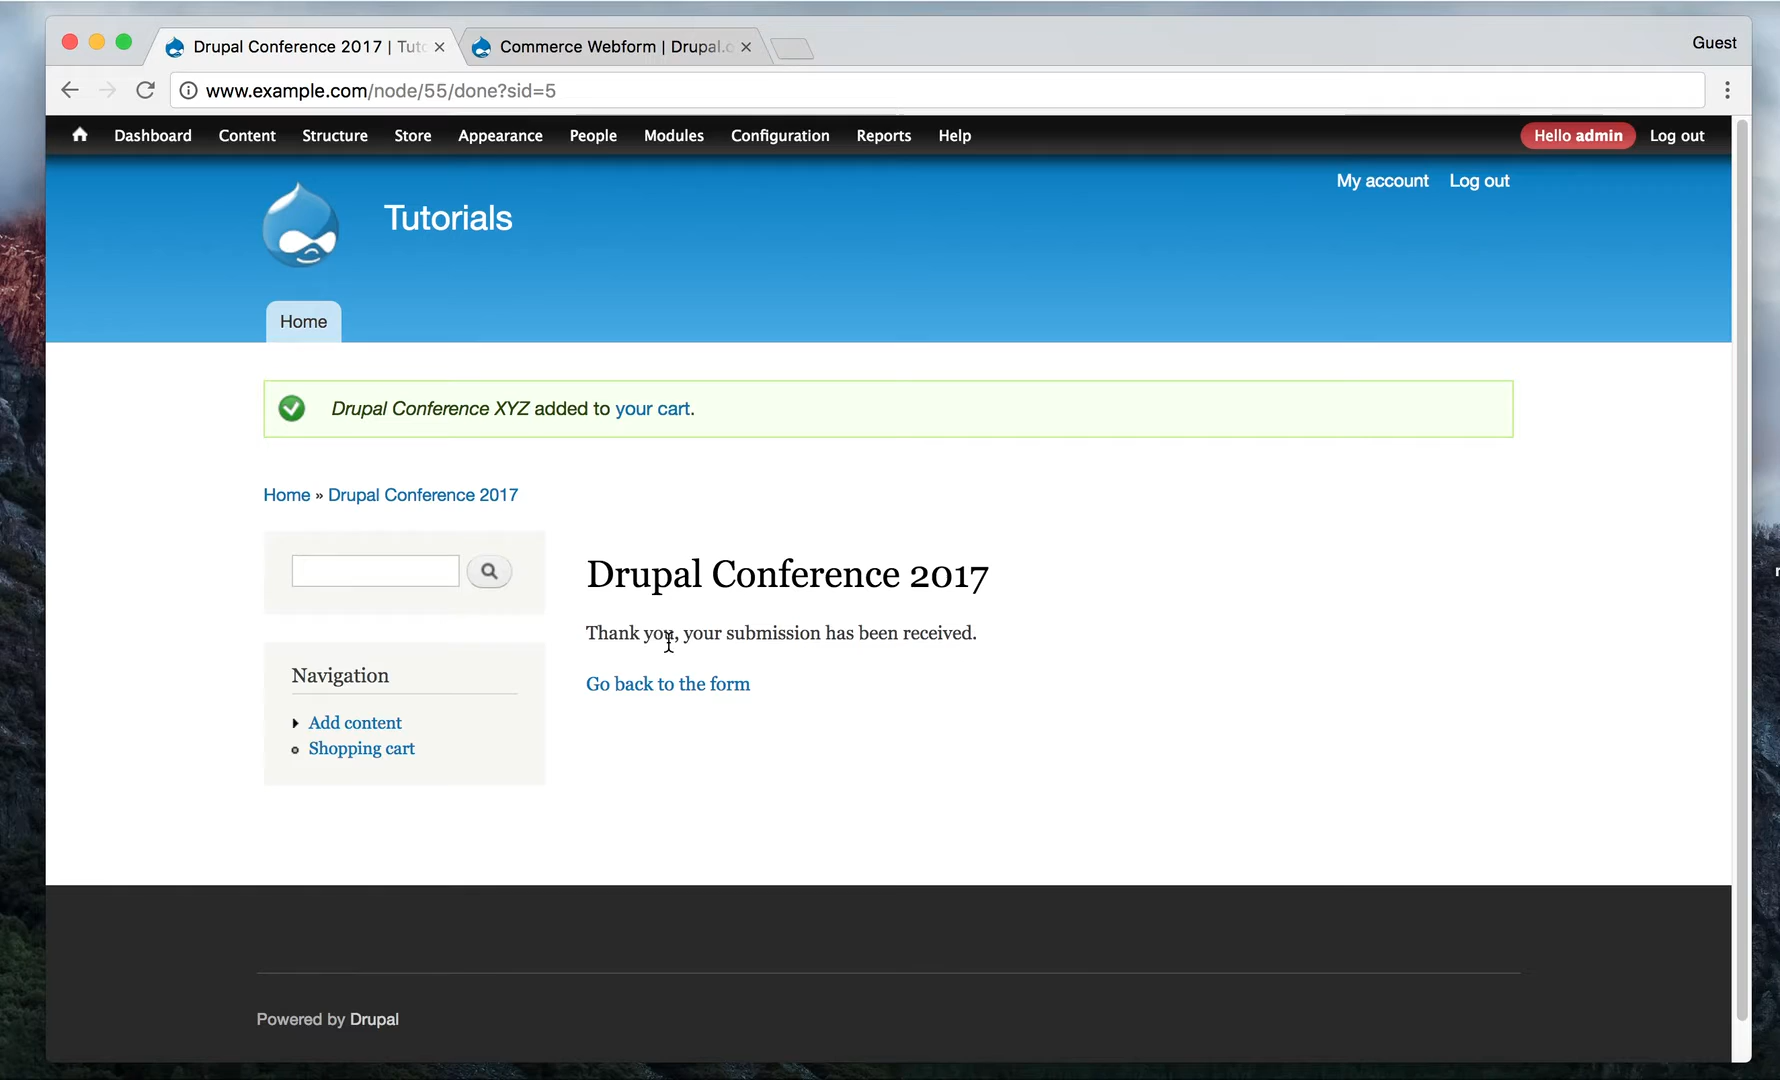 Drupal Conference 2017 | Tuto
Commerce Webform | Drupal.o
Guest
www.example.com/node/55/done?sid=5
Dashboard Content Structure Store Appearance People Modules Configuration Reports Help
Hello admin Log out
My account Log out
Tutorials
Home
Drupal Conference XYZ added to your cart.
Home » Drupal Conference 2017
Drupal Conference 2017
Thank you, your submission has been received.
Go back to the form
Navigation
Add content
Shopping cart
Powered by Drupal